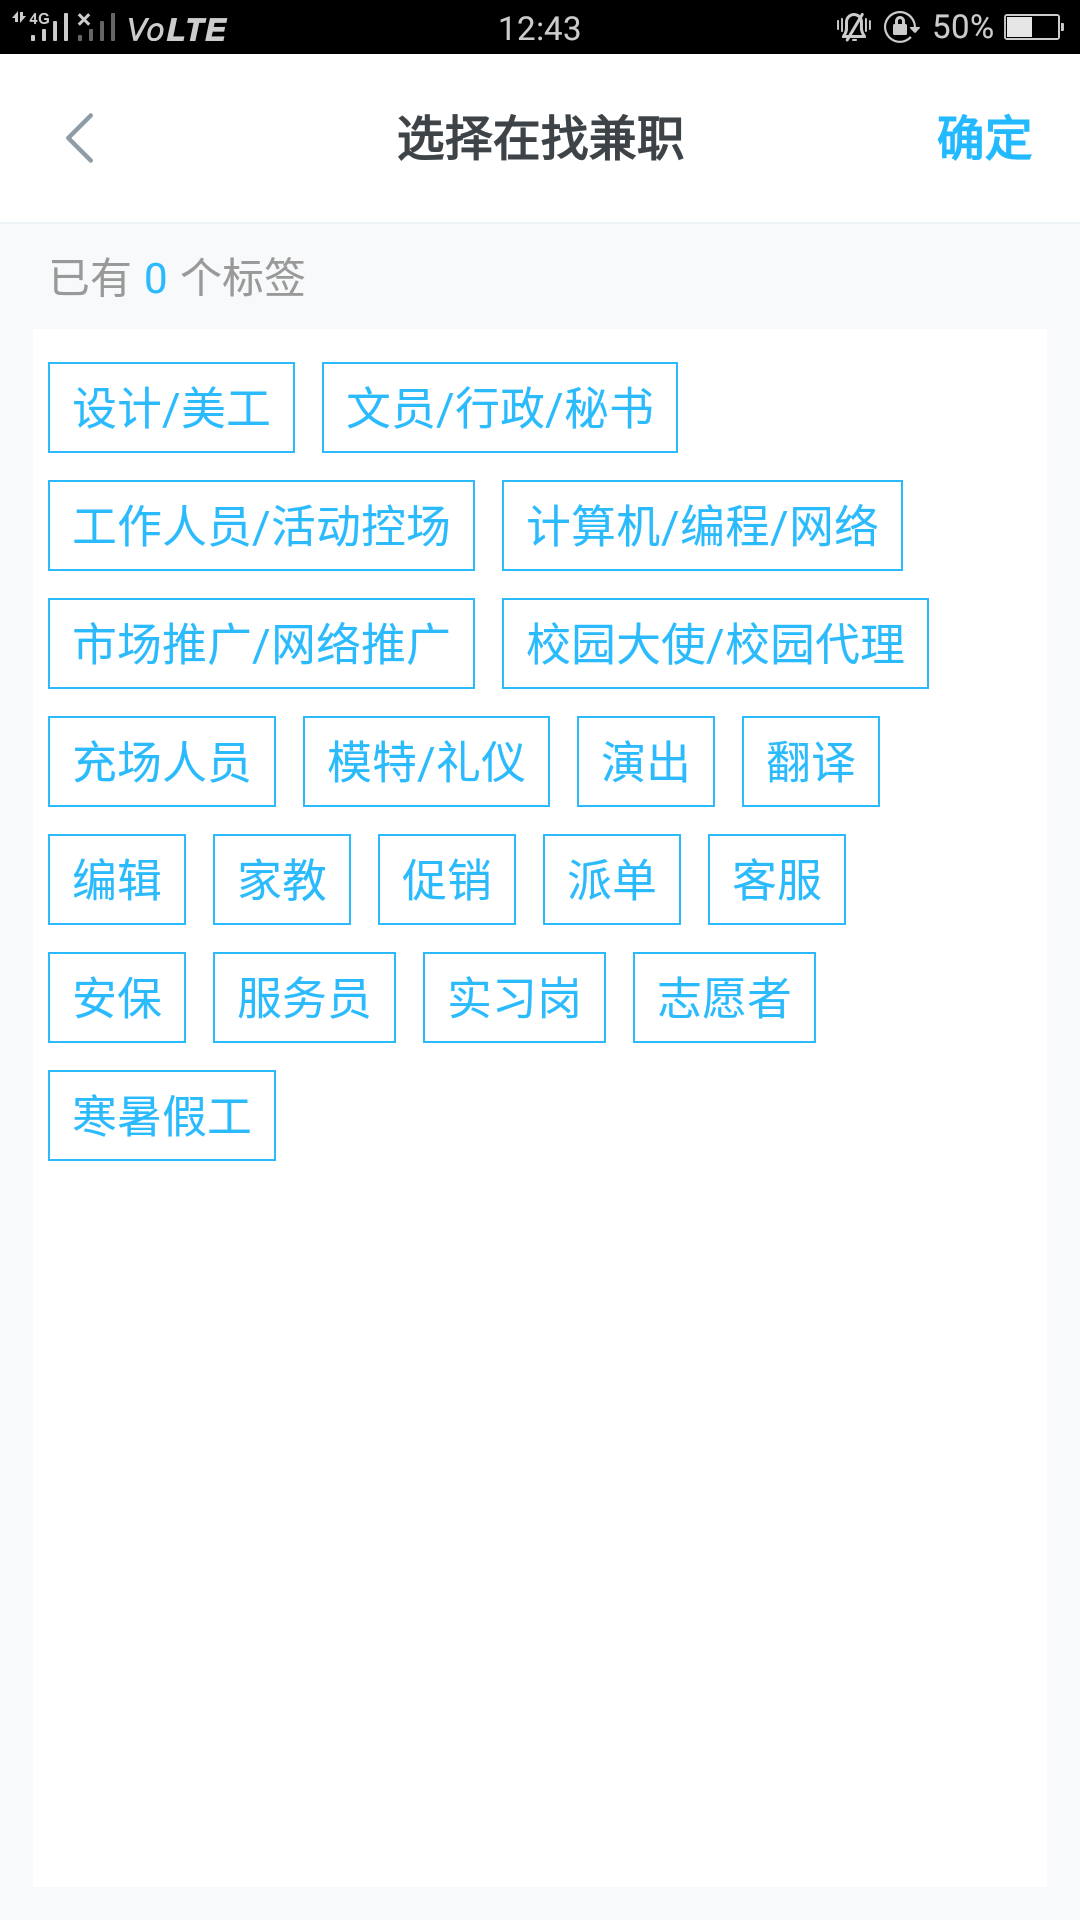 4G VoLTE 12:43 50%
选择在找兼职 确定
已有 0 个标签
设计/美工 文员/行政/秘书
工作人员/活动控场 计算机/编程/网络
市场推广/网络推广 校园大使/校园代理
充场人员 模特/礼仪 演出 翻译
编辑 家教 促销 派单 客服
安保 服务员 实习岗 志愿者
寒暑假工